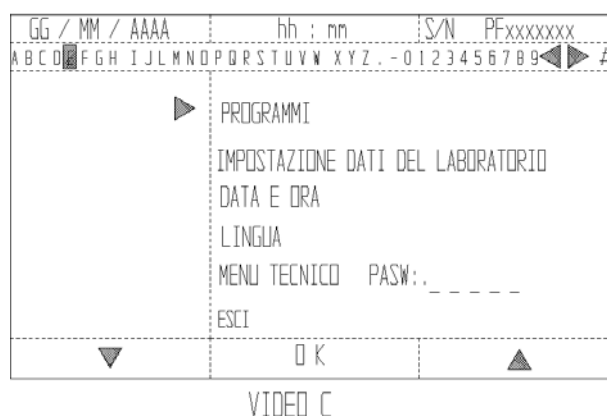 GG / MM / AAAA hh : mm S/N PFxxxxxxx
A B C D E F G H I J L M N O P Q R S T U V W X Y Z . - 0 1 2 3 4 5 6 7 8 9 #
PROGRAMMI
IMPOSTAZIONE DATI DEL LABORATORIO
DATA E ORA
LINGUA
MENU TECNICO PASW:._ _ _ _ _
ESCI
OK
VIDEO C